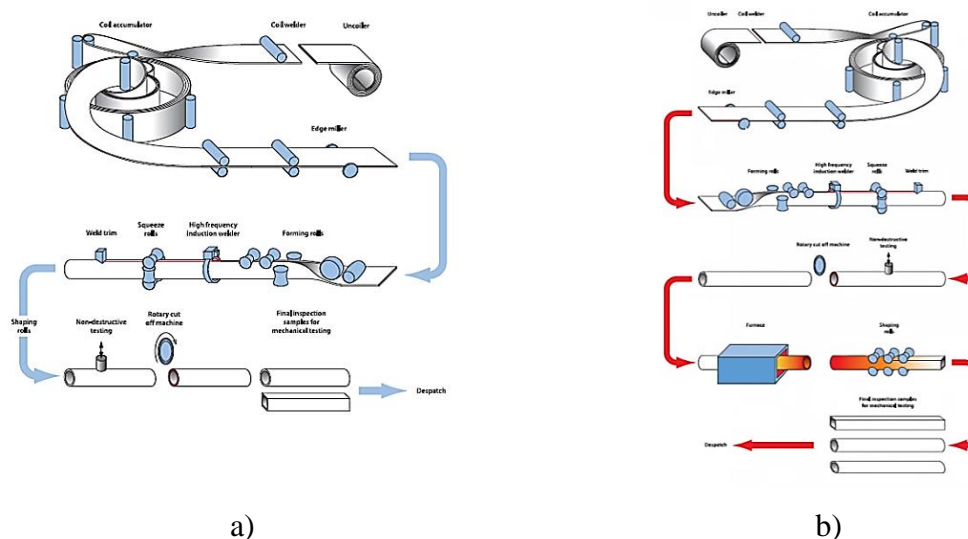 Coil accumulator
Coil welder
Uncoiler
Edge miller
Weld trim
Squeeze
rolls
High frequency
induction welder
Forming rolls
Shaping
rolls
Non-destructive
testing
Rotary cut
off machine
Final inspection
samples for
mechanical testing
Despatch
a)
Uncoiler
Coil welder
Coil accumulator
Edge miller
Forming rolls
High frequency
induction welder
Squeeze
rolls
Weld trim
Rotary cut off machine
Non-destructive
testing
Furnace
Shaping
rolls
Final inspection samples
for mechanical testing
Despatch
b)